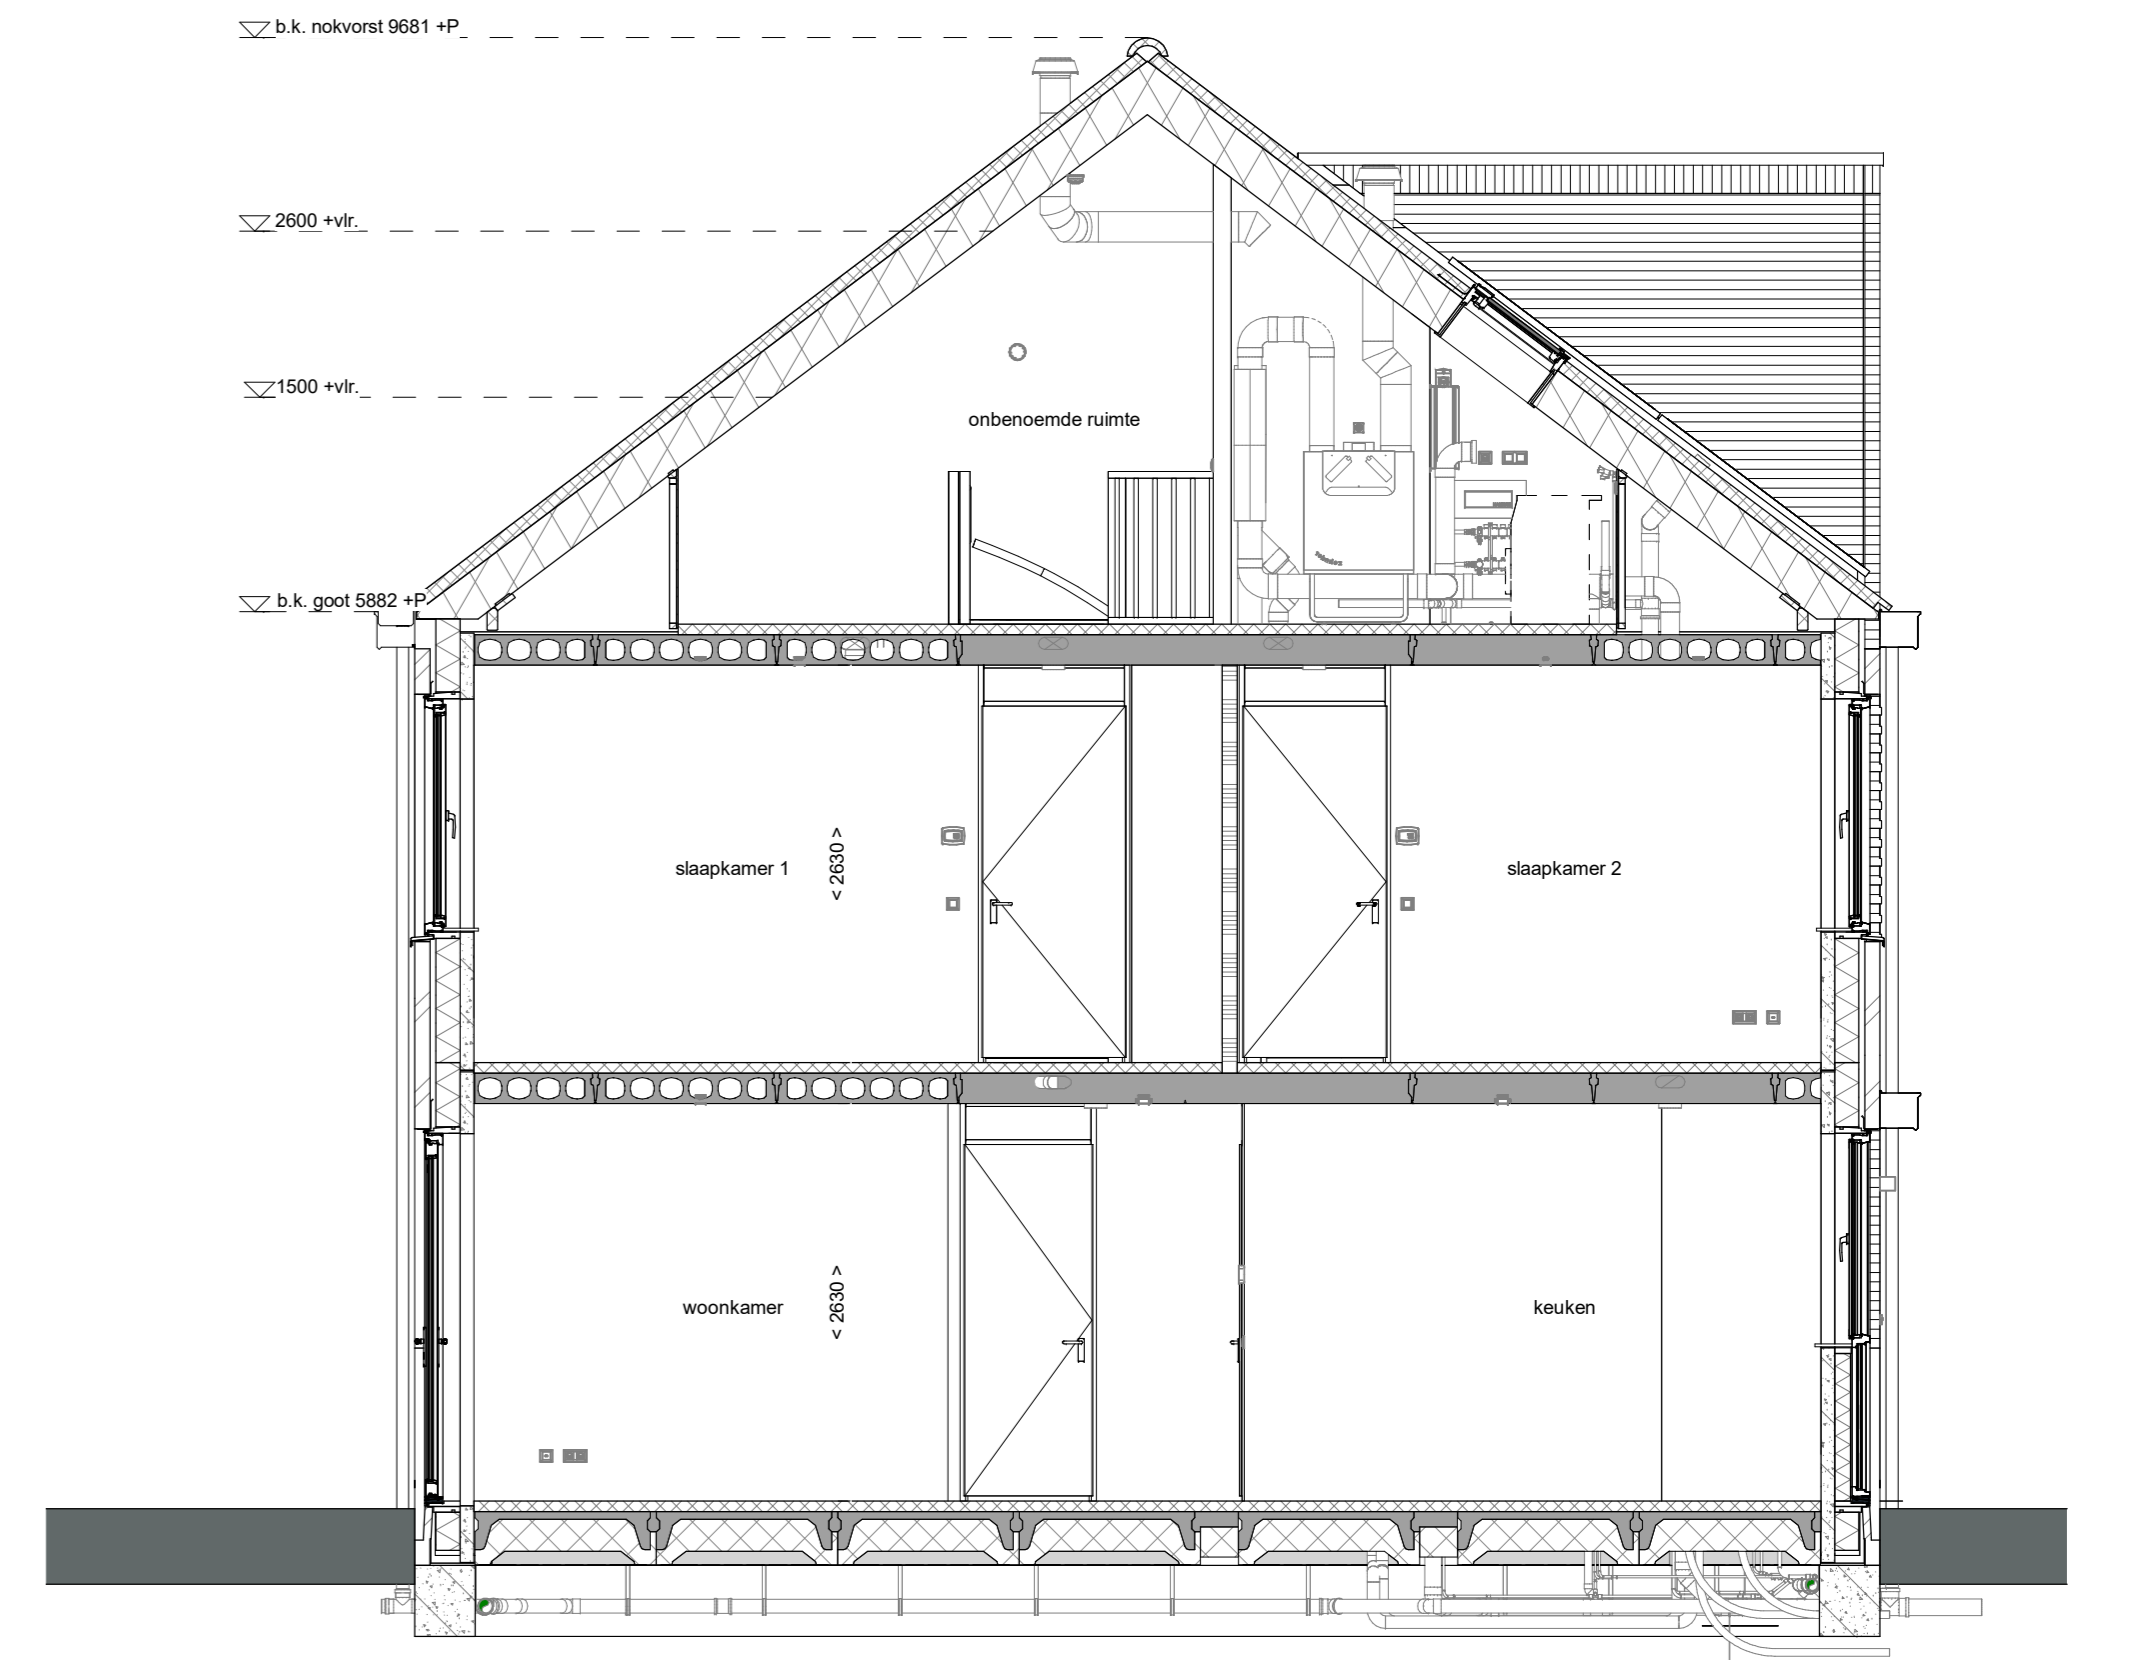 b.k. nokvorst 9681 +P
2600 +vlr.
1500 +vlr.
onbenoemde ruimte
b.k. goot 5882 +P
slaapkamer 1
< 2630 >
slaapkamer 2
woonkamer
< 2630 >
keuken